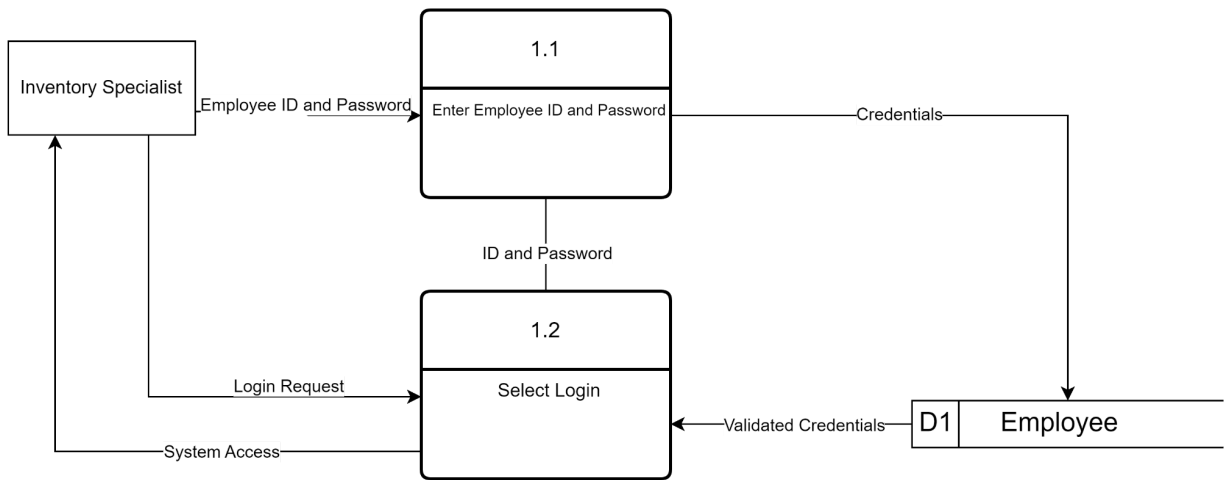 1.1
Inventory Specialist
Employee ID and Password
Enter Employee ID and Password
Credentials
ID and Password
1.2
Login Request
Select Login
Validated Credentials
D1
Employee
System Access